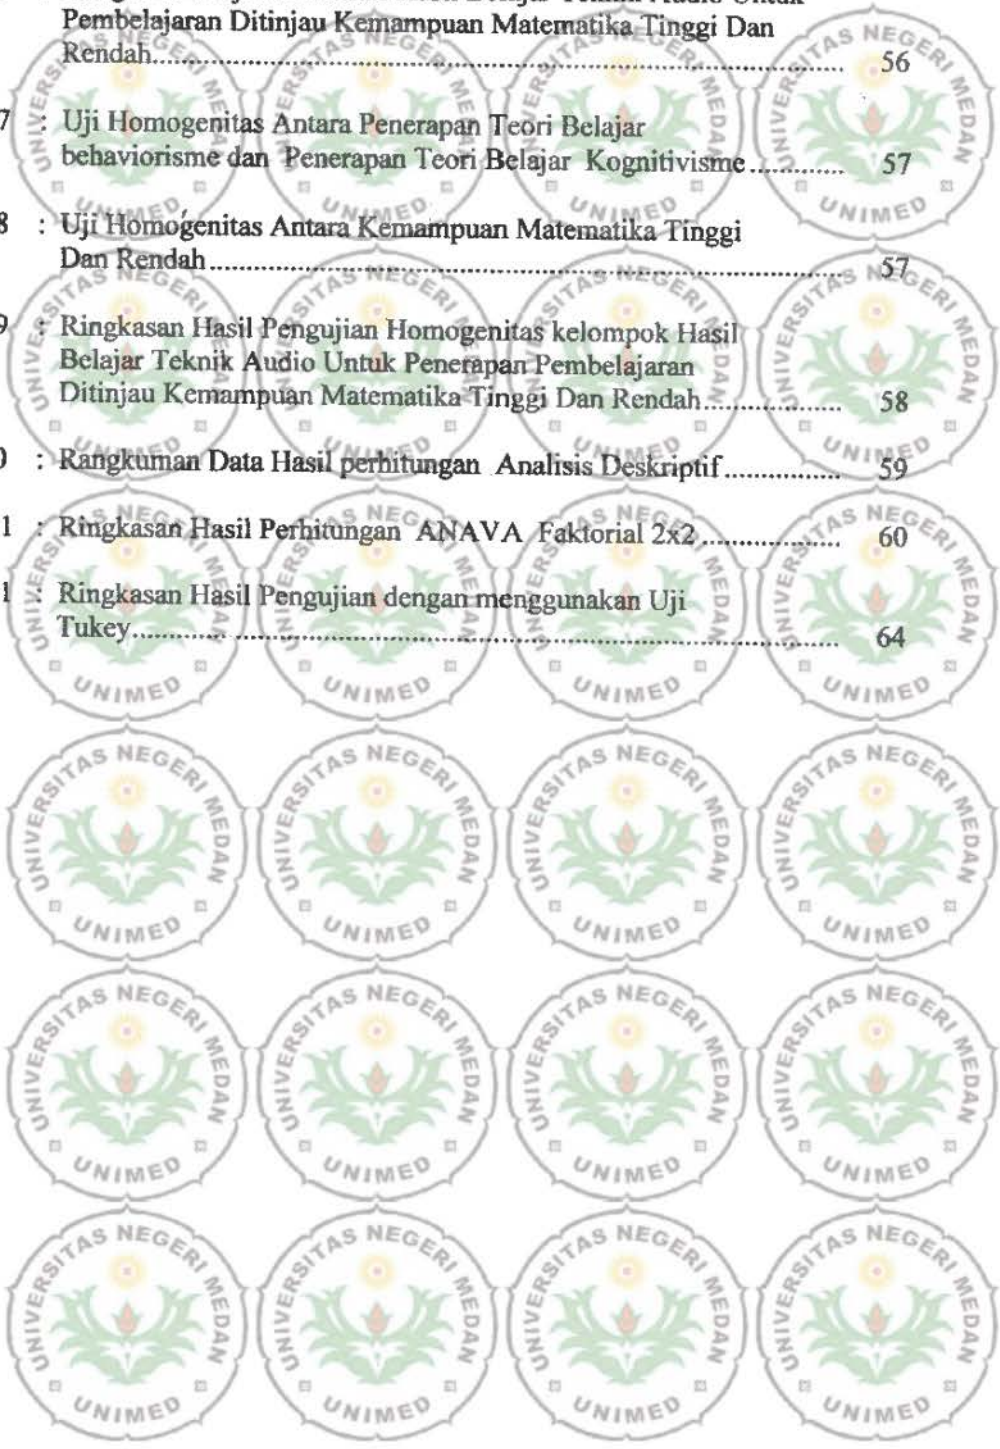 Pembelajaran Ditinjau Kemampuan Matematika Tinggi Dan
Rendah........................................................................ 56
7 : Uji Homogenitas Antara Penerapan Teori Belajar
behaviorisme dan Penerapan Teori Belajar Kognitivisme............. 57
8 : Uji Homogenitas Antara Kemampuan Matematika Tinggi
Dan Rendah........................................................................ 57
9 : Ringkasan Hasil Pengujian Homogenitas kelompok Hasil
Belajar Teknik Audio Untuk Penerapan Pembelajaran
Ditinjau Kemampuan Matematika Tinggi Dan Rendah................. 58
0 : Rangkuman Data Hasil perhitungan Analisis Deskriptif............... 59
1 : Ringkasan Hasil Perhitungan ANAVA Faktorial 2x2................... 60
1 : Ringkasan Hasil Pengujian dengan menggunakan Uji
Tukey............................................................................ 64
UNIVERSITAS NEGERI MEDAN
UNIMED